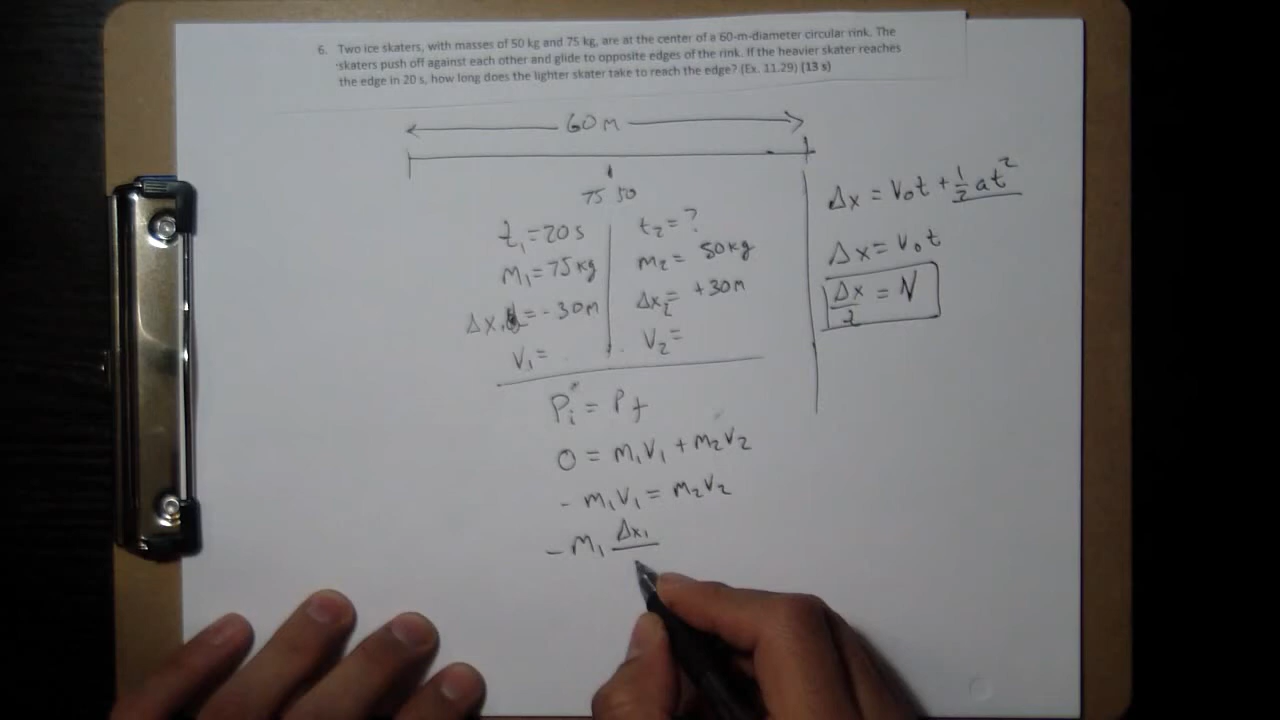 6. Two ice skaters, with masses of 50 kg and 75 kg, are at the center of a 60-m-diameter circular rink. The
skaters push off against each other and glide to opposite edges of the rink. If the heavier skater reaches
the edge in 20 s, how long does the lighter skater take to reach the edge? (Ex. 11.29) (13 s)
60 M
75 50
t₁ = 20 s
M₁ = 75 kg
Δx₁ = -30 M
V₁ =
t₂ = ?
M₂ = 50 kg
Δx₂ = +30 M
V₂ =
Pᵢ = Pf
0 = M₁V₁ + M₂V₂
- M₁V₁ = M₂V₂
- M₁ Δx₁
Δx = V₀t + 1/2 at²
Δx = V₀t
Δx/t = V